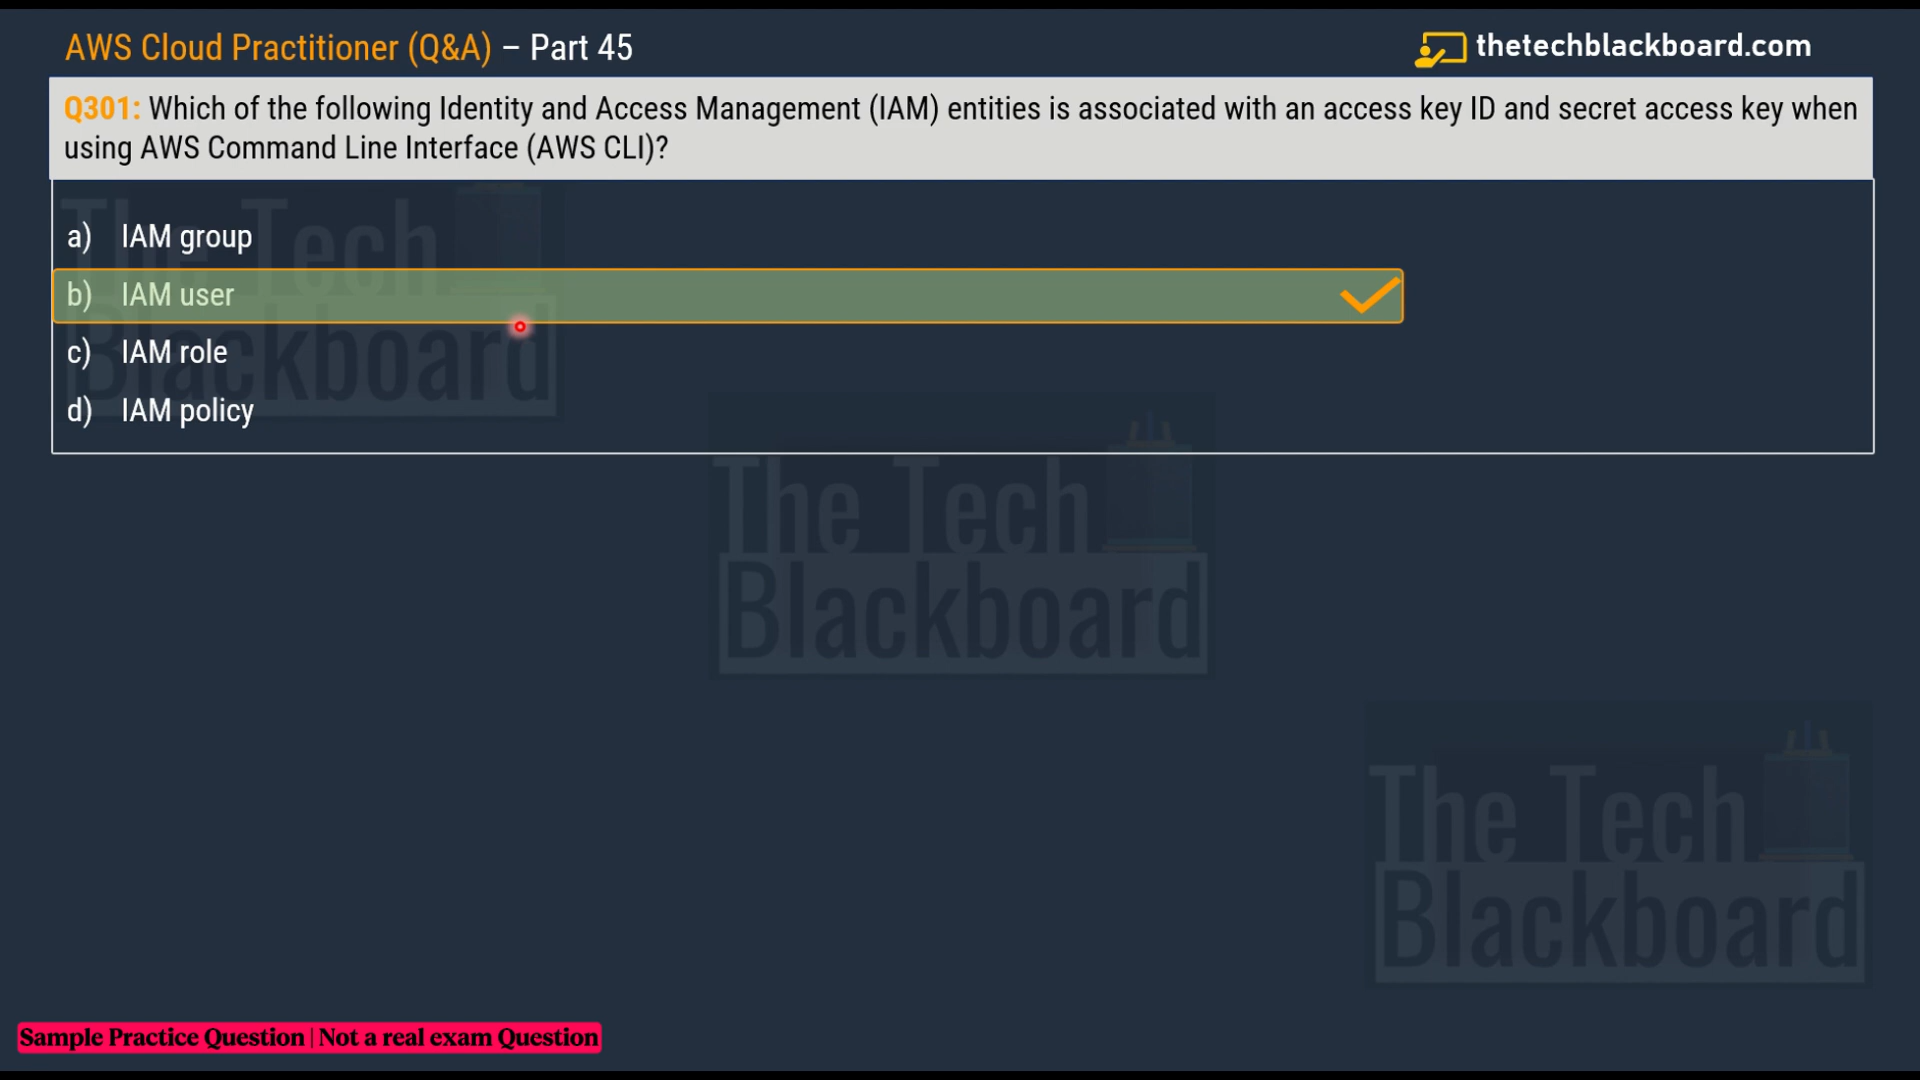 AWS Cloud Practitioner (Q&A) – Part 45
thetechblackboard.com
Q301: Which of the following Identity and Access Management (IAM) entities is associated with an access key ID and secret access key when
using AWS Command Line Interface (AWS CLI)?
a) IAM group
b) IAM user
c) IAM role
d) IAM policy
The Tech
Blackboard
The Tech
Blackboard
The Tech
Blackboard
Sample Practice Question | Not a real exam Question